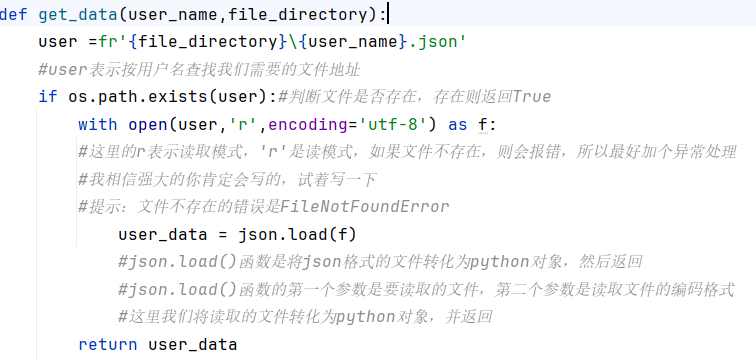 def get_data(user_name,file_directory):
    user =fr'{file_directory}\{user_name}.json'
    #user表示按用户名查找我们需要的文件地址
    if os.path.exists(user):#判断文件是否存在，存在则返回True
        with open(user,'r',encoding='utf-8') as f:
        #这里的r表示读取模式，'r'是读模式，如果文件不存在，则会报错，所以最好加个异常处理
        #我相信强大的你肯定会写的，试着写一下
        #提示：文件不存在的错误是FileNotFoundError
            user_data = json.load(f)
            #json.load()函数是将json格式的文件转化为python对象，然后返回
            #json.load()函数的第一个参数是要读取的文件，第二个参数是读取文件的编码格式
            #这里我们将读取的文件转化为python对象，并返回
        return user_data